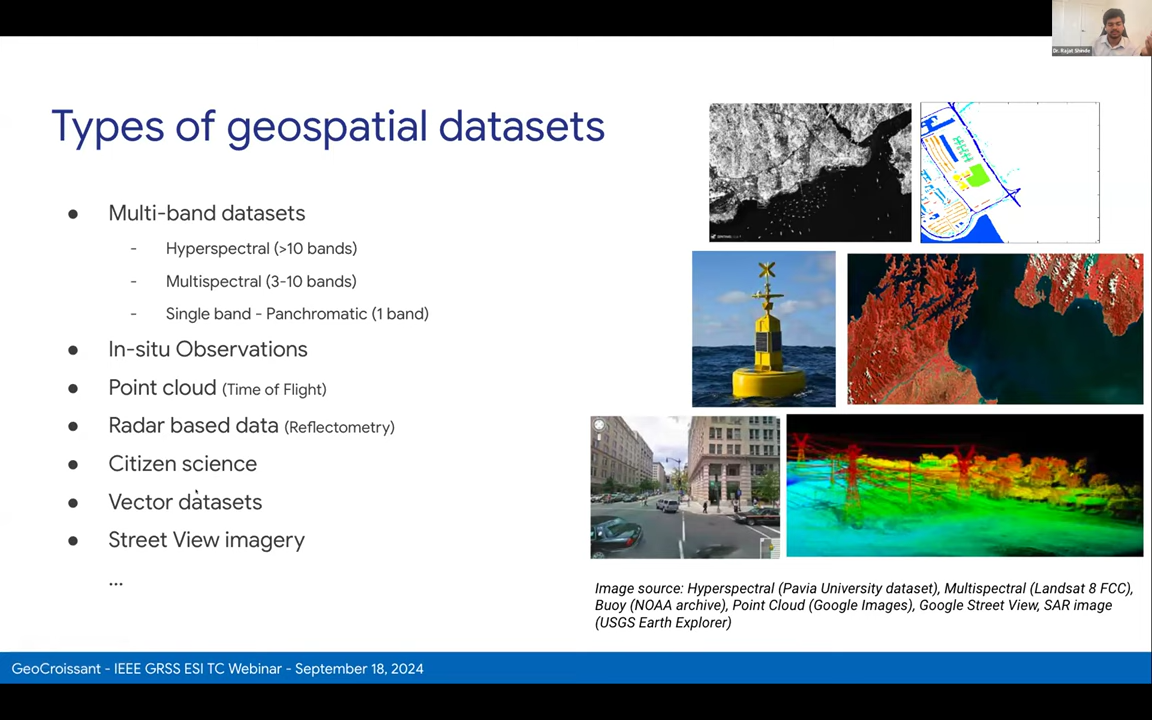 Dr. Rajat Shinde
Types of geospatial datasets
● Multi-band datasets
- Hyperspectral (>10 bands)
- Multispectral (3-10 bands)
- Single band - Panchromatic (1 band)
● In-situ Observations
● Point cloud (Time of Flight)
● Radar based data (Reflectometry)
● Citizen science
● Vector datasets
● Street View imagery
...
Image source: Hyperspectral (Pavia University dataset), Multispectral (Landsat 8 FCC),
Buoy (NOAA archive), Point Cloud (Google Images), Google Street View, SAR image
(USGS Earth Explorer)
GeoCroissant - IEEE GRSS ESI TC Webinar - September 18, 2024